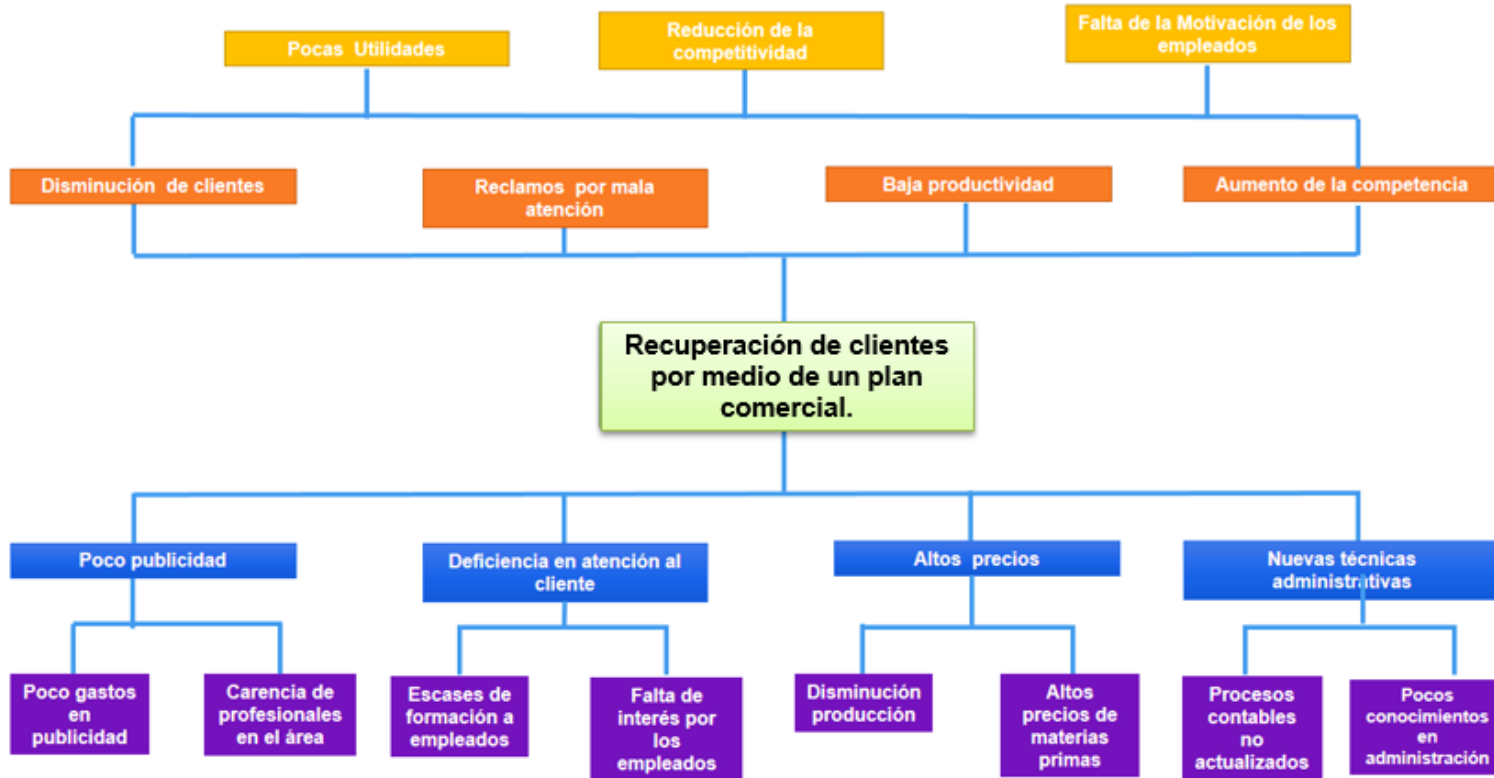 Pocas Utilidades
Reducción de la
competitividad
Falta de la Motivación de los
empleados
Disminución de clientes
Reclamos por mala
atención
Baja productividad
Aumento de la competencia
Recuperación de clientes
por medio de un plan
comercial.
Poco publicidad
Deficiencia en atención al
cliente
Altos precios
Nuevas técnicas
administrativas
Poco gastos
en
publicidad
Carencia de
profesionales
en el área
Escases de
formación a
empleados
Falta de
interés por
los
empleados
Disminución
producción
Altos
precios de
materias
primas
Procesos
contables
no
actualizados
Pocos
conocimientos
en
administración